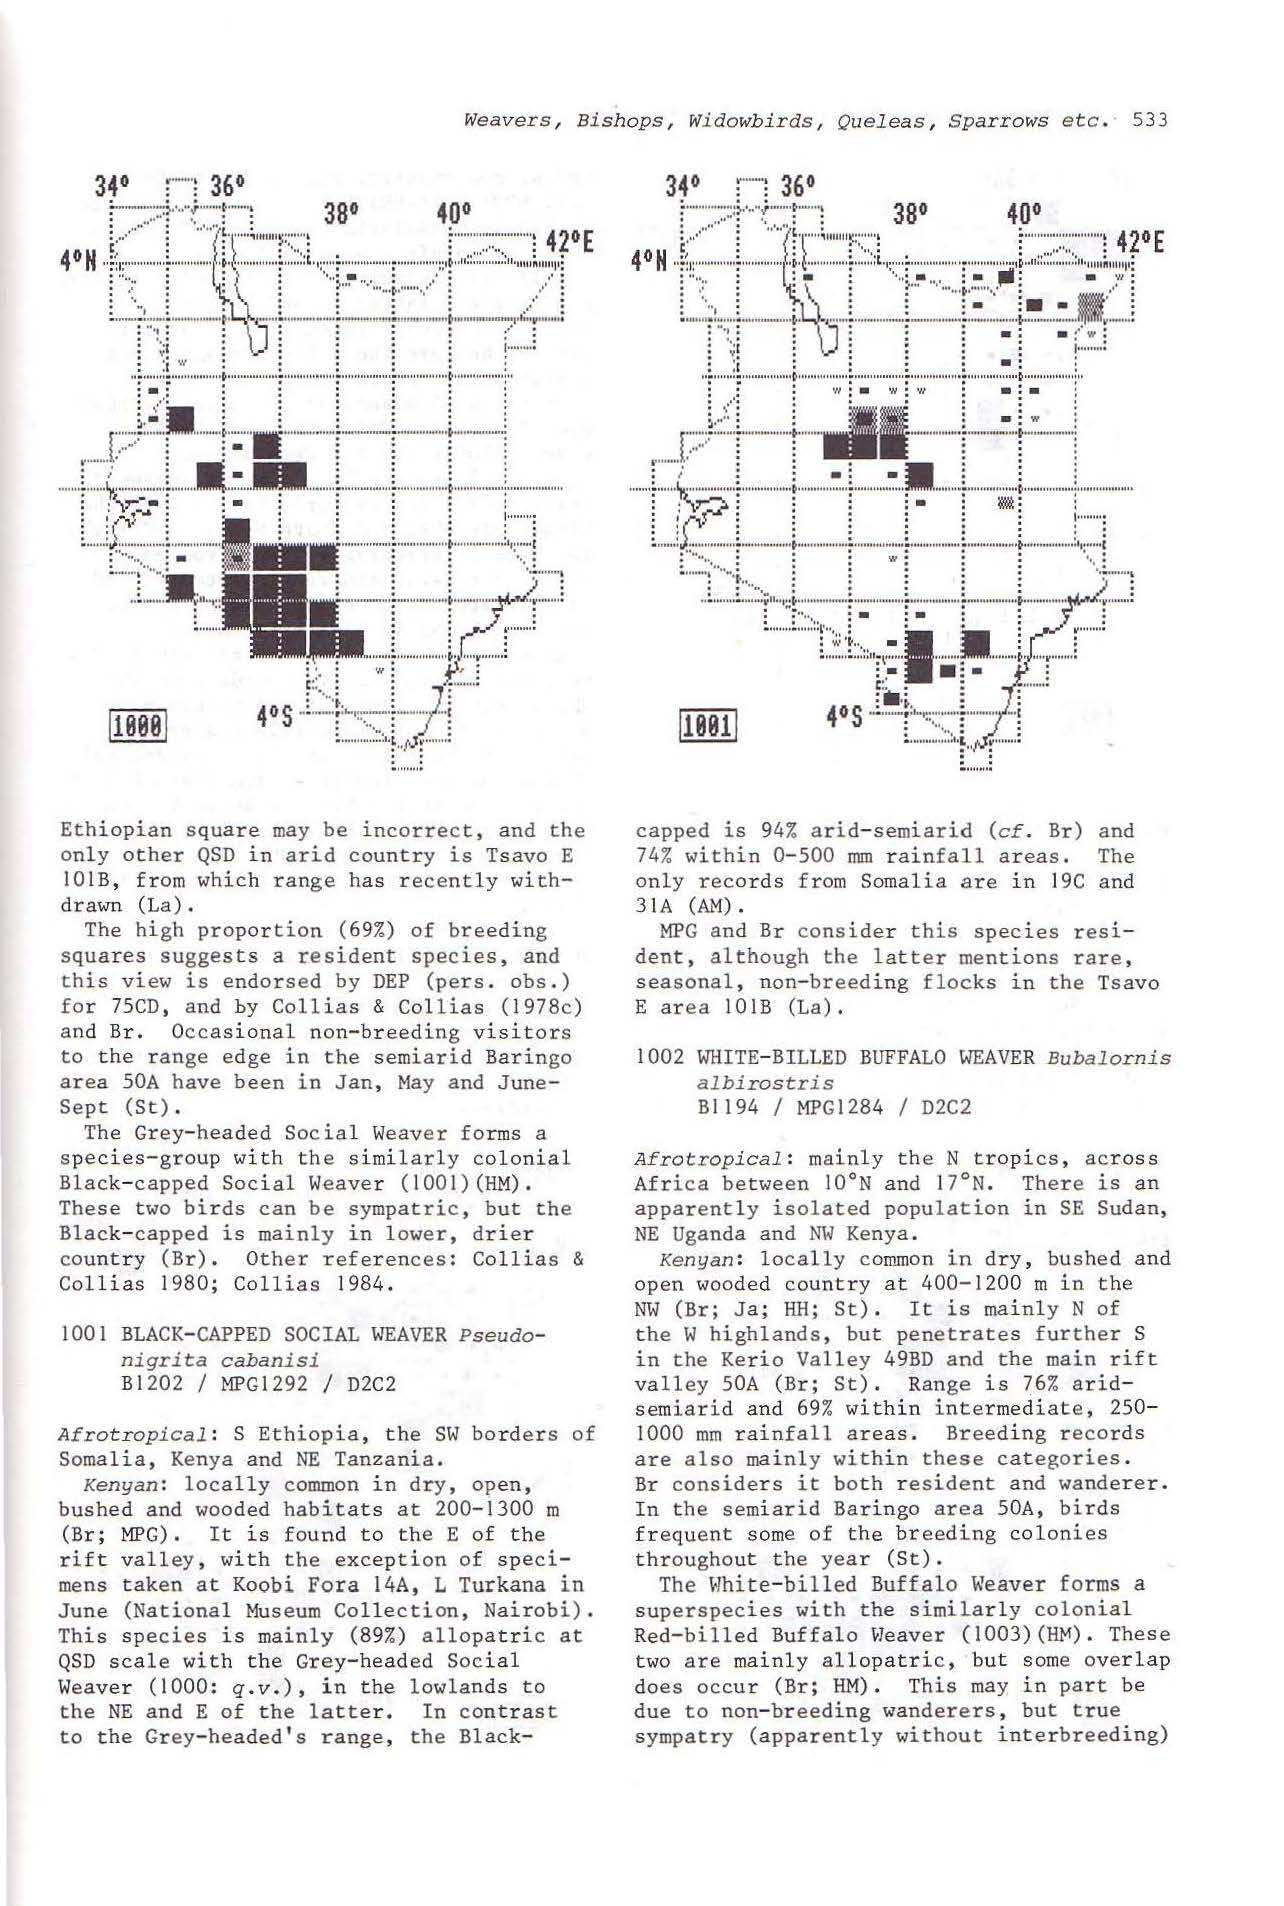 Weavers, Bishops, Widowbirds, Queleas, Sparrows etc. 533
34° 36°
38° 40°
42°E
4°N
4°S
1000
34° 36°
38° 40°
42°E
4°N
4°S
1001
Ethiopian square may be incorrect, and the
only other QSD in arid country is Tsavo E
101B, from which range has recently with-
drawn (La).
The high proportion (69%) of breeding
squares suggests a resident species, and
this view is endorsed by DEP (pers. obs.)
for 75CD, and by Collias & Collias (1978c)
and Br. Occasional non-breeding visitors
to the range edge in the semiarid Baringo
area 50A have been in Jan, May and June-
Sept (St).
The Grey-headed Social Weaver forms a
species-group with the similarly colonial
Black-capped Social Weaver (1001)(HM).
These two birds can be sympatric, but the
Black-capped is mainly in lower, drier
country (Br). Other references: Collias &
Collias 1980; Collias 1984.
1001 BLACK-CAPPED SOCIAL WEAVER Pseudo-
nigrita cabanisi
B1202 / MPG1292 / D2C2
Afrotropical: S Ethiopia, the SW borders of
Somalia, Kenya and NE Tanzania.
Kenyan: locally common in dry, open,
bushed and wooded habitats at 200-1300 m
(Br; MPG). It is found to the E of the
rift valley, with the exception of speci-
mens taken at Koobi Fora 14A, L Turkana in
June (National Museum Collection, Nairobi).
This species is mainly (89%) allopatric at
QSD scale with the Grey-headed Social
Weaver (1000: q.v.), in the lowlands to
the NE and E of the latter. In contrast
to the Grey-headed's range, the Black-
capped is 94% arid-semiarid (cf. Br) and
74% within 0-500 mm rainfall areas. The
only records from Somalia are in 19C and
31A (AM).
MPG and Br consider this species resi-
dent, although the latter mentions rare,
seasonal, non-breeding flocks in the Tsavo
E area 101B (La).
1002 WHITE-BILLED BUFFALO WEAVER Bubalornis
albirostris
B1194 / MPG1284 / D2C2
Afrotropical: mainly the N tropics, across
Africa between 10°N and 17°N. There is an
apparently isolated population in SE Sudan,
NE Uganda and NW Kenya.
Kenyan: locally common in dry, bushed and
open wooded country at 400-1200 m in the
NW (Br; Ja; HH; St). It is mainly N of
the W highlands, but penetrates further S
in the Kerio Valley 49BD and the main rift
valley 50A (Br; St). Range is 76% arid-
semiarid and 69% within intermediate, 250-
1000 mm rainfall areas. Breeding records
are also mainly within these categories.
Br considers it both resident and wanderer.
In the semiarid Baringo area 50A, birds
frequent some of the breeding colonies
throughout the year (St).
The White-billed Buffalo Weaver forms a
superspecies with the similarly colonial
Red-billed Buffalo Weaver (1003)(HM). These
two are mainly allopatric, but some overlap
does occur (Br; HM). This may in part be
due to non-breeding wanderers, but true
sympatry (apparently without interbreeding)